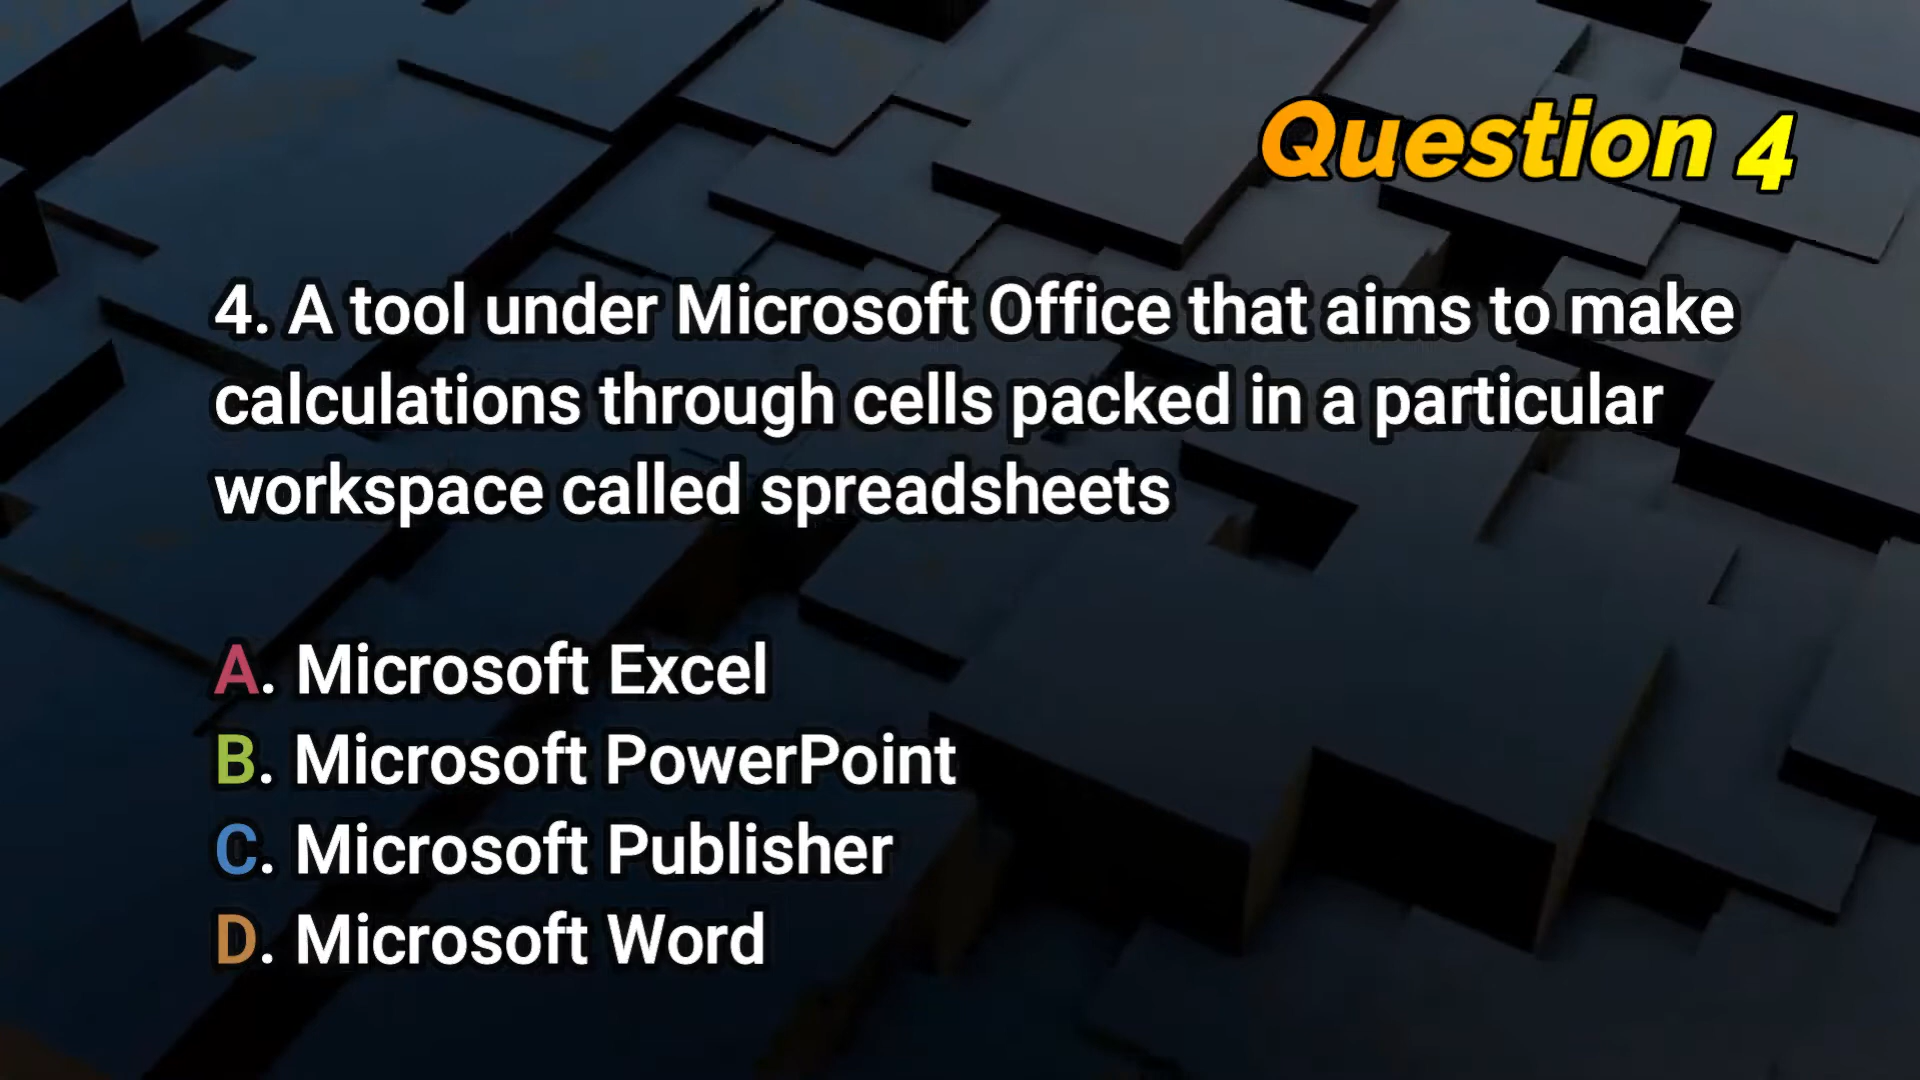 Question 4
4. A tool under Microsoft Office that aims to make
calculations through cells packed in a particular
workspace called spreadsheets
A. Microsoft Excel
B. Microsoft PowerPoint
C. Microsoft Publisher
D. Microsoft Word